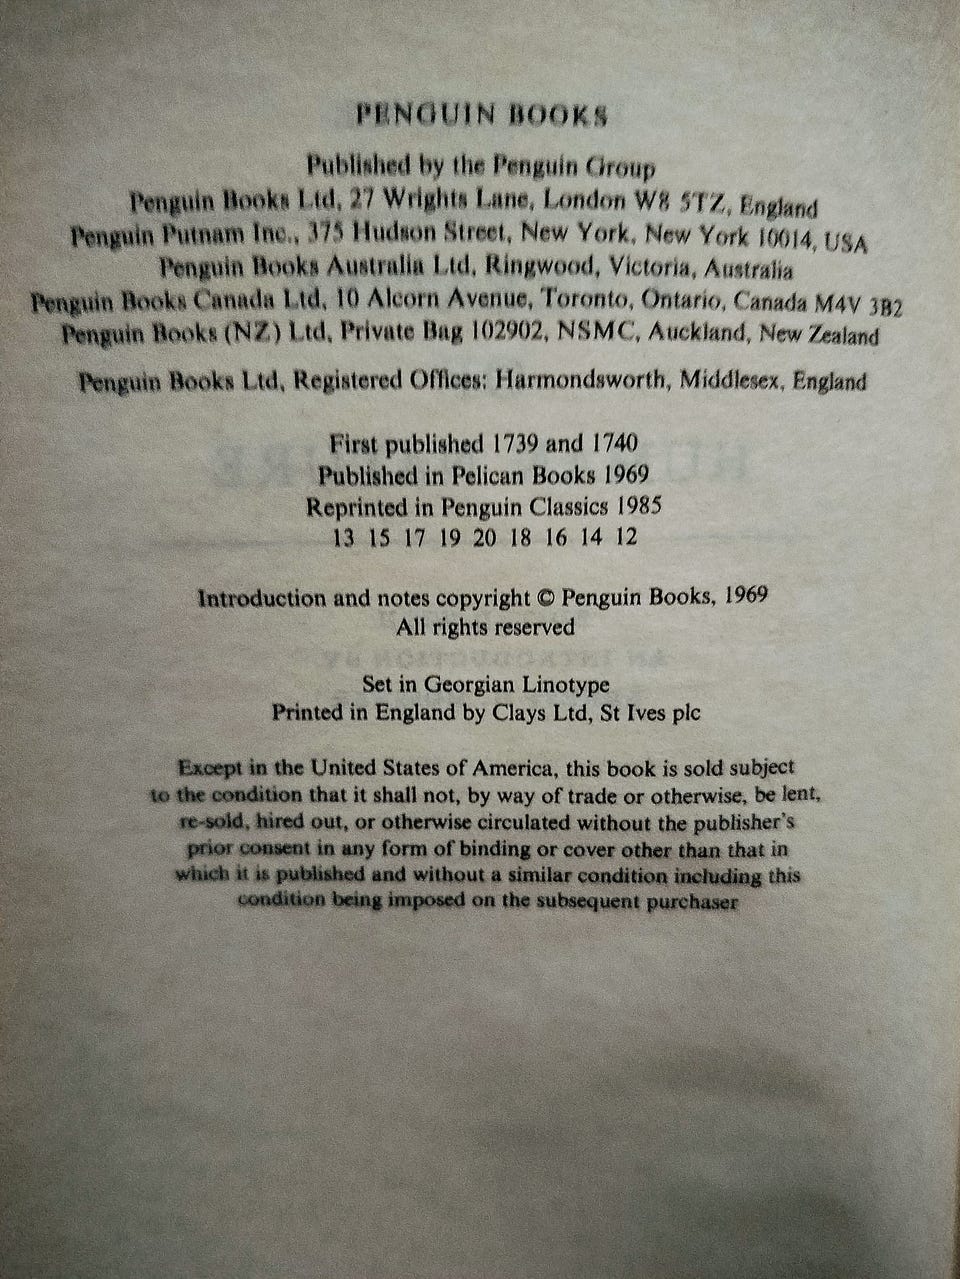 PENGUIN BOOKS
Published by the Penguin Group
Penguin Books Ltd, 27 Wrights Lane, London W8 5TZ, England
Penguin Putnam Inc., 375 Hudson Street, New York, New York 10014, USA
Penguin Books Australia Ltd, Ringwood, Victoria, Australia
Penguin Books Canada Ltd, 10 Alcorn Avenue, Toronto, Ontario, Canada M4V 3B2
Penguin Books (NZ) Ltd, Private Bag 102902, NSMC, Auckland, New Zealand
Penguin Books Ltd, Registered Offices: Harmondsworth, Middlesex, England
First published 1739 and 1740
Published in Pelican Books 1969
Reprinted in Penguin Classics 1985
13 15 17 19 20 18 16 14 12
Introduction and notes copyright © Penguin Books, 1969
All rights reserved
Set in Georgian Linotype
Printed in England by Clays Ltd, St Ives plc
Except in the United States of America, this book is sold subject
to the condition that it shall not, by way of trade or otherwise, be lent,
re-sold, hired out, or otherwise circulated without the publisher's
prior consent in any form of binding or cover other than that in
which it is published and without a similar condition including this
condition being imposed on the subsequent purchaser